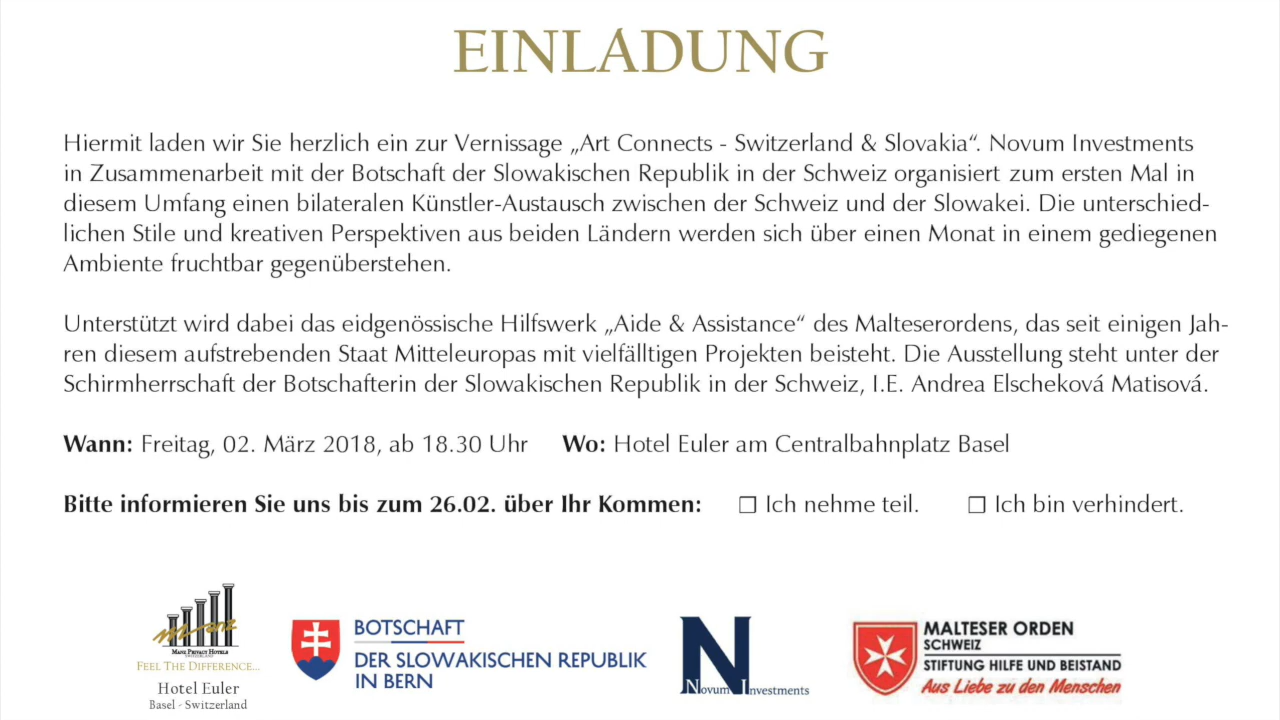 EINLADUNG
Hiermit laden wir Sie herzlich ein zur Vernissage „Art Connects - Switzerland & Slovakia“. Novum Investments
in Zusammenarbeit mit der Botschaft der Slowakischen Republik in der Schweiz organisiert zum ersten Mal in
diesem Umfang einen bilateralen Künstler-Austausch zwischen der Schweiz und der Slowakei. Die unterschied-
lichen Stile und kreativen Perspektiven aus beiden Ländern werden sich über einen Monat in einem gediegenen
Ambiente fruchtbar gegenüberstehen.
Unterstützt wird dabei das eidgenössische Hilfswerk „Aide & Assistance“ des Malteserordens, das seit einigen Jah-
ren diesem aufstrebenden Staat Mitteleuropas mit vielfälltigen Projekten beisteht. Die Ausstellung steht unter der
Schirmherrschaft der Botschafterin der Slowakischen Republik in der Schweiz, I.E. Andrea Elscheková Matisová.
Wann: Freitag, 02. März 2018, ab 18.30 Uhr Wo: Hotel Euler am Centralbahnplatz Basel
Bitte informieren Sie uns bis zum 26.02. über Ihr Kommen: ☐ Ich nehme teil. ☐ Ich bin verhindert.
manz
MANZ PRIVACY HOTELS
SWITZERLAND
FEEL THE DIFFERENCE...
Hotel Euler
Basel - Switzerland
BOTSCHAFT
DER SLOWAKISCHEN REPUBLIK
IN BERN
N
Novum Investments
MALTESER ORDEN
SCHWEIZ
STIFTUNG HILFE UND BEISTAND
Aus Liebe zu den Menschen